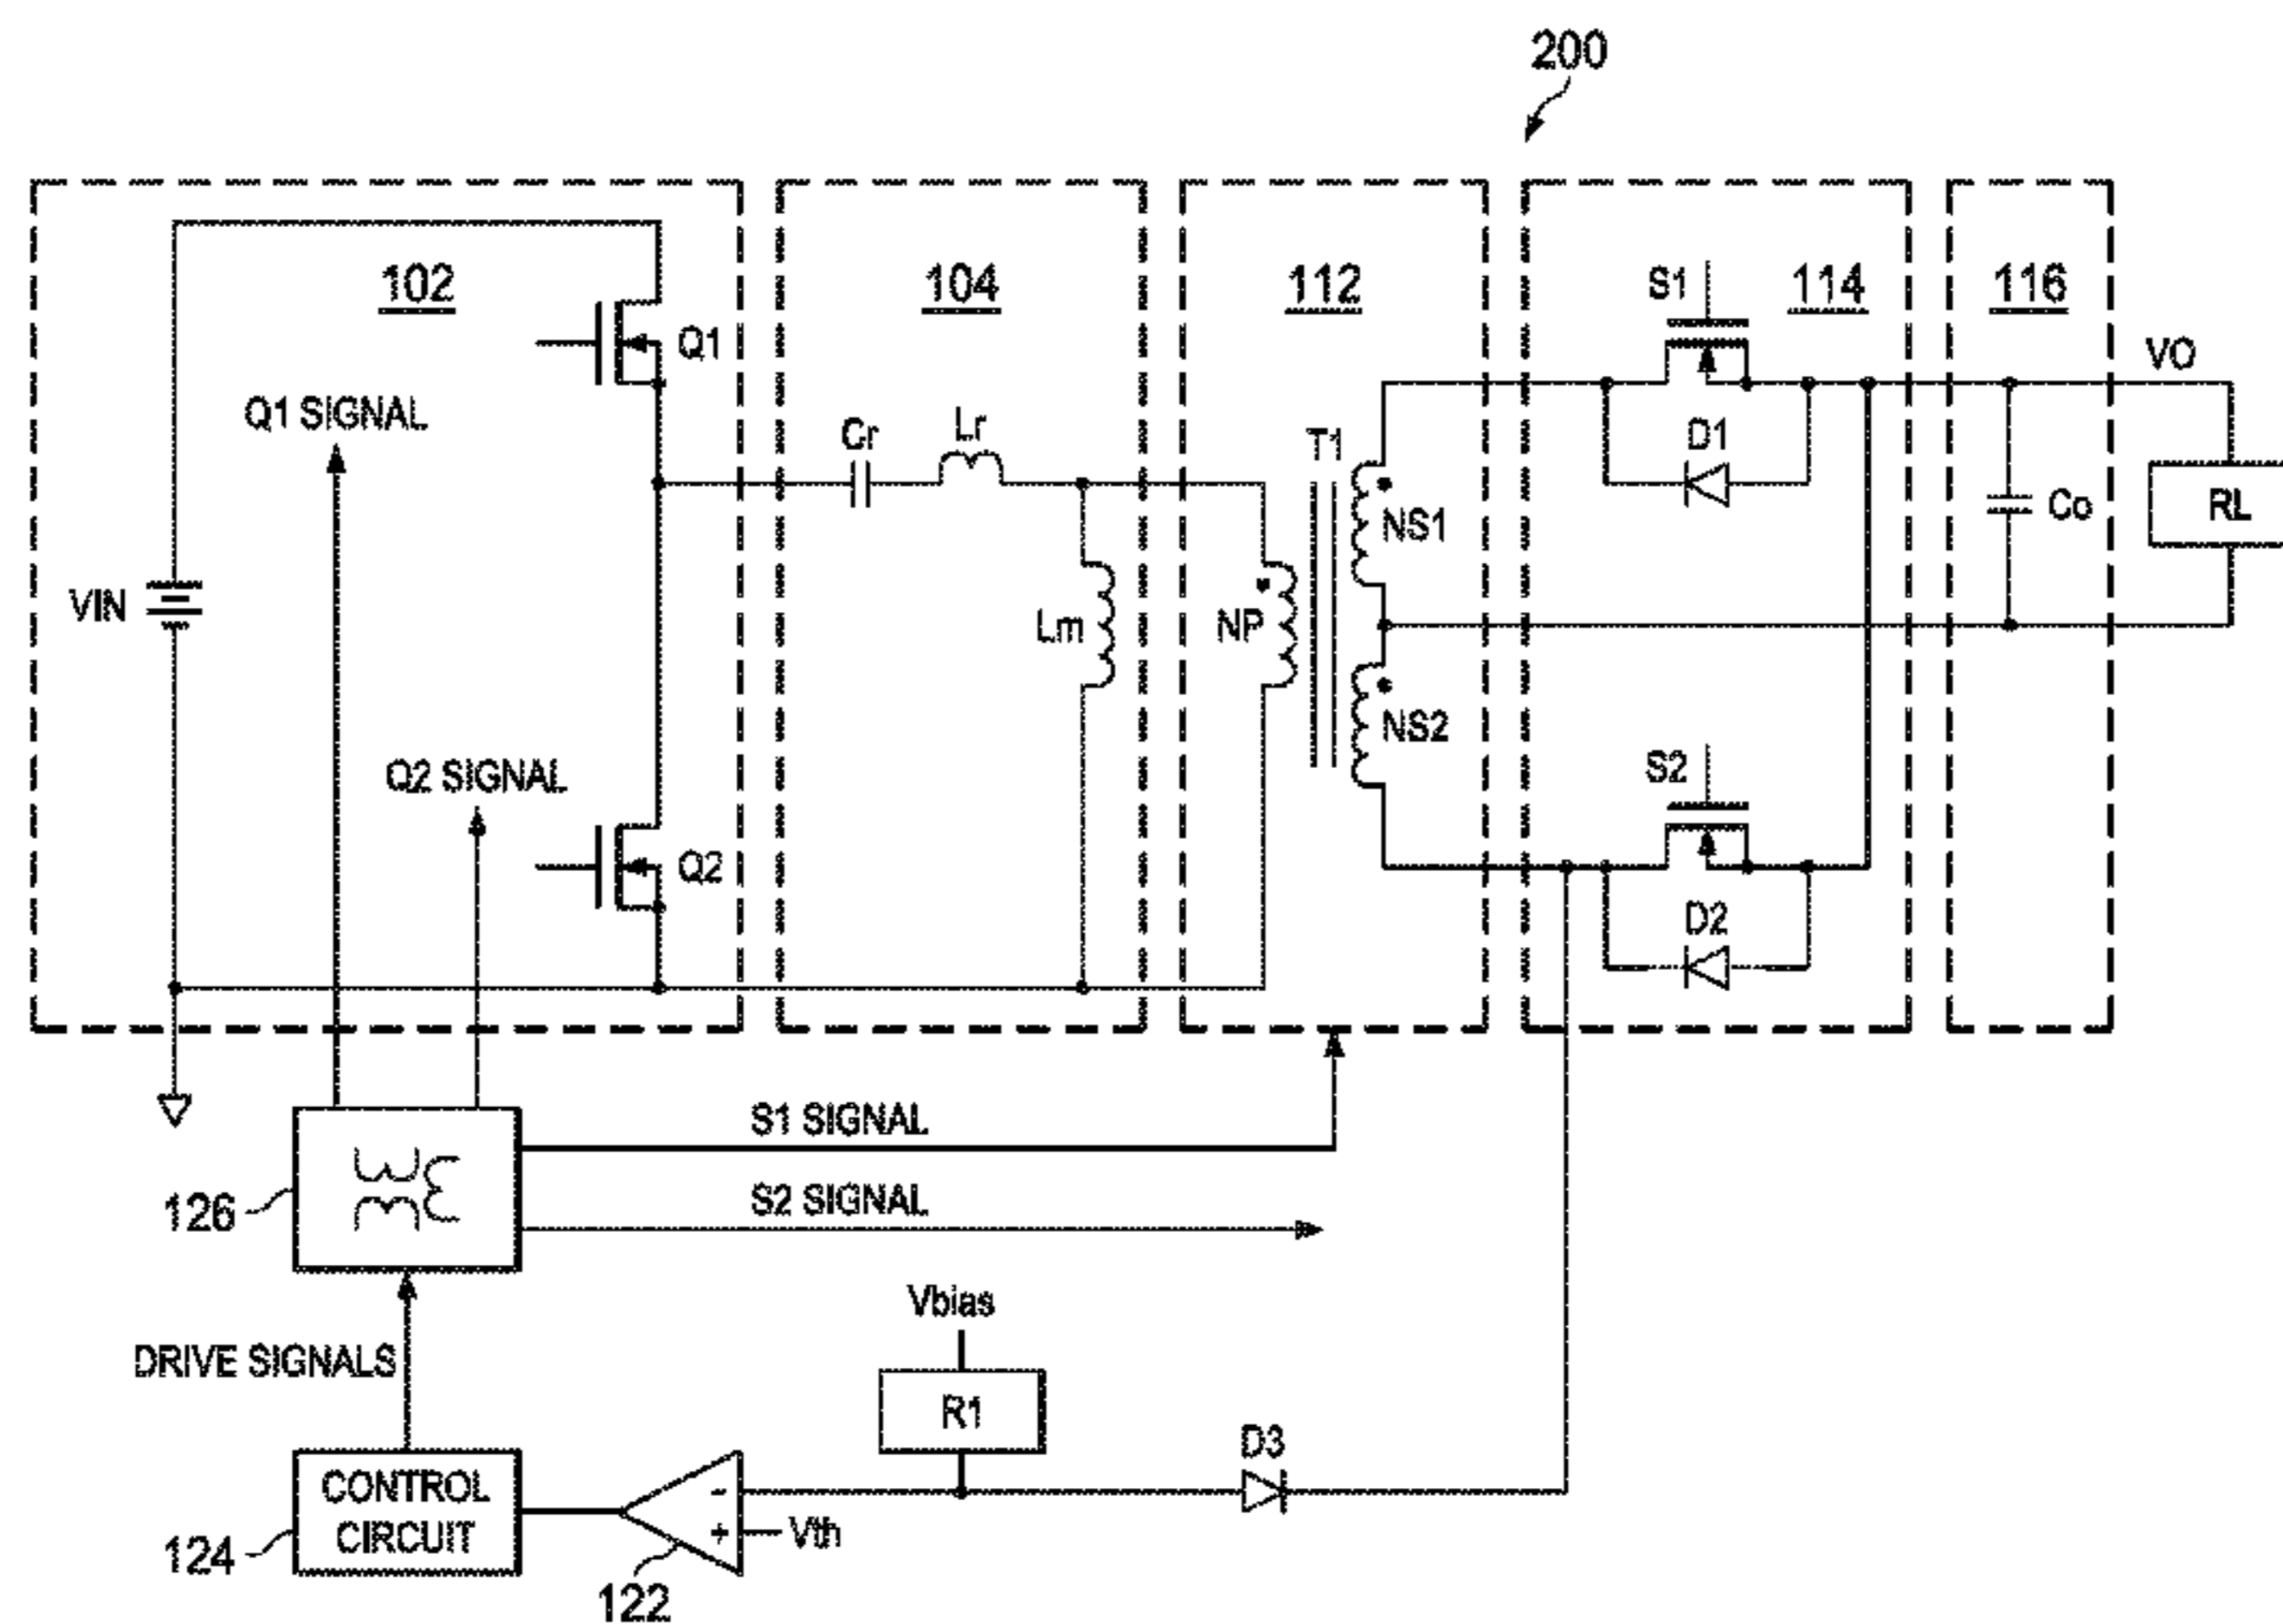 200
102
104
112
114
116
S1
Q1
VO
Q1 SIGNAL
Cr
Lr
T1
D1
NS1
Co
RL
VIN
Lm
NP
NS2
Q2 SIGNAL
S2
Q2
D2
S1 SIGNAL
126
S2 SIGNAL
Vbias
DRIVE SIGNALS
R1
D3
CONTROL
CIRCUIT
-
+
Vth
124
122